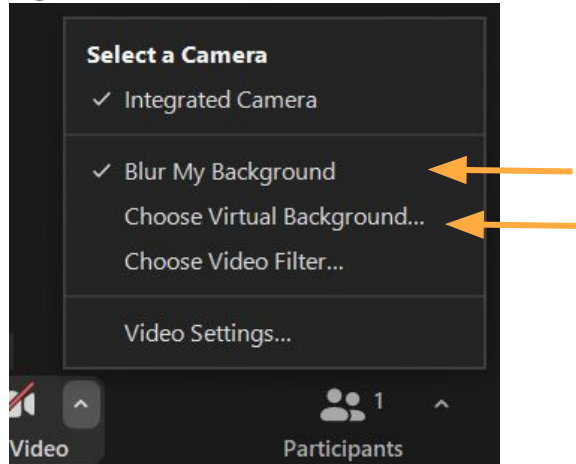 Select a Camera
✓ Integrated Camera
✓ Blur My Background
Choose Virtual Background...
Choose Video Filter...
Video Settings...
1
Video
Participants